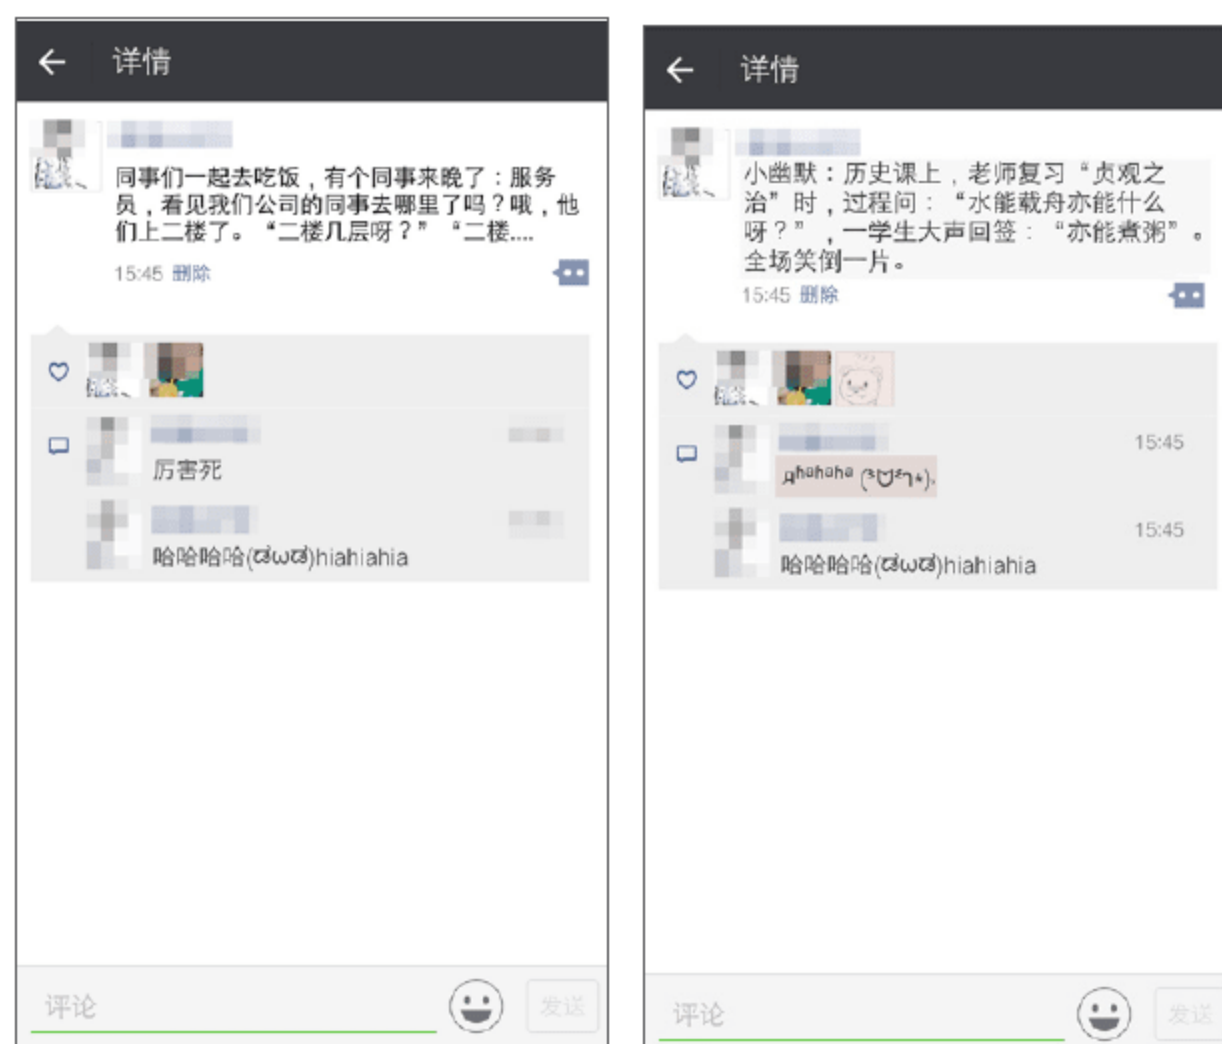 详情
同事们一起去吃饭，有个同事来晚了：服务
员，看见我们公司的同事去哪里了吗？哦，他
们上二楼了。“二楼几层呀？” “二楼....
15:45 删除
厉害死
哈哈哈哈(ಡωಡ)hiahiahia
评论
发送
详情
小幽默：历史课上，老师复习“贞观之
治”时，过程问：“水能载舟亦能什么
呀？”，一学生大声回签：“亦能煮粥”。
全场笑倒一片。
15:45 删除
15:45
ԅʰªʰªʰª (ᵌᗜᵋๅ*).
15:45
哈哈哈哈(ಡωಡ)hiahiahia
评论
发送